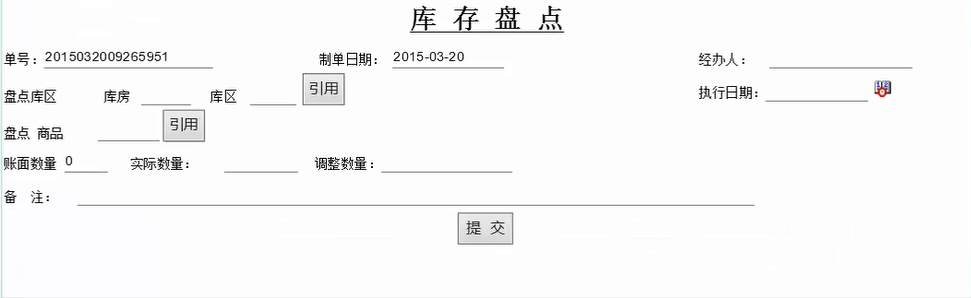 库 存 盘 点
单号：2015032009265951 制单日期： 2015-03-20 经办人：
盘点库区 库房 库区 引用 执行日期：
盘点 商品 引用
账面数量 0 实际数量： 调整数量：
备 注：
提 交